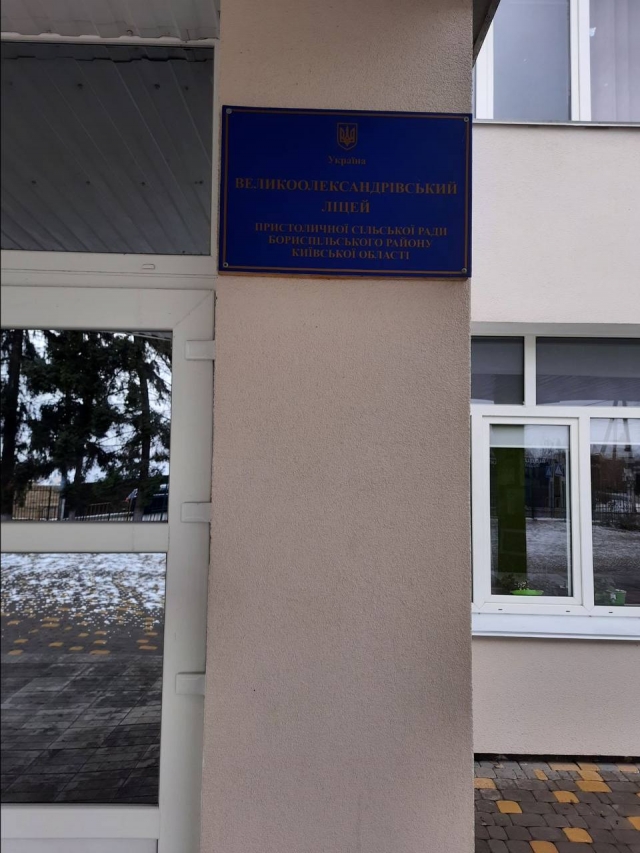 Україна
ВЕЛИКООЛЕКСАНДРІВСЬКИЙ
ЛІЦЕЙ
ПРИСТОЛИЧНОЇ СІЛЬСЬКОЇ РАДИ
БОРИСПІЛЬСЬКОГО РАЙОНУ
КИЇВСЬКОЇ ОБЛАСТІ